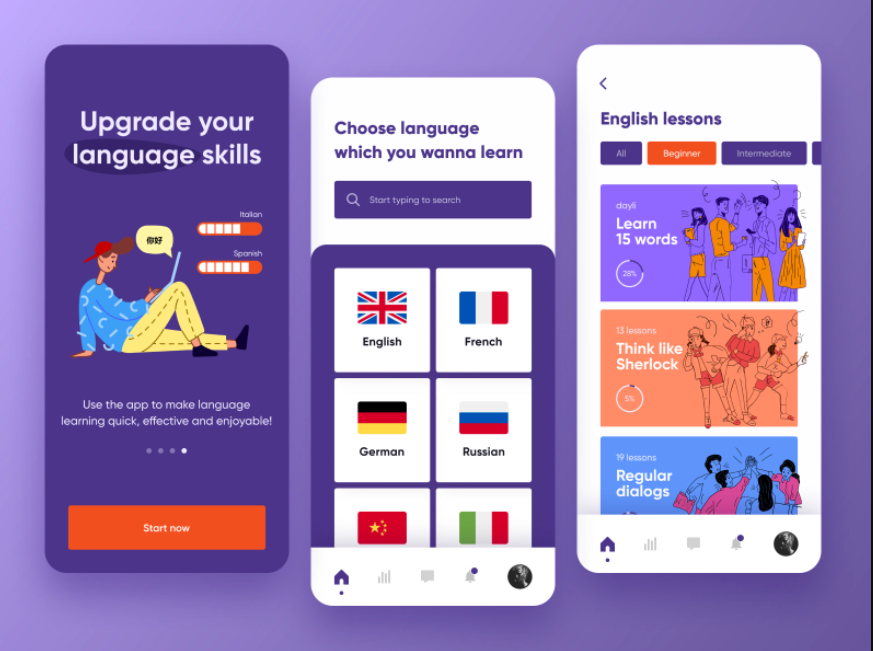 Upgrade your
language skills
Italian
你好
Spanish
Use the app to make language
learning quick, effective and enjoyable!
Start now
Choose language
which you wanna learn
Start typing to search
English
French
German
Russian
English lessons
All
Beginner
Intermediate
dayli
Learn
15 words
28%
13 lessons
Think like
Sherlock
5%
19 lessons
Regular
dialogs